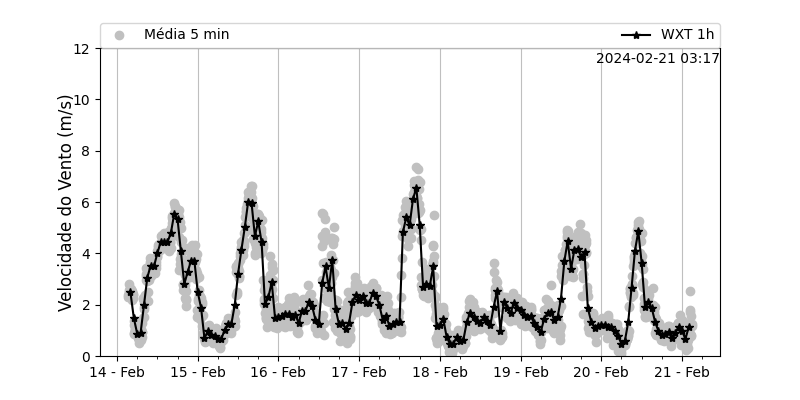 Média 5 min
WXT 1h
2024-02-21 03:17
Velocidade do Vento (m/s)
12
10
8
6
4
2
0
14 - Feb
15 - Feb
16 - Feb
17 - Feb
18 - Feb
19 - Feb
20 - Feb
21 - Feb